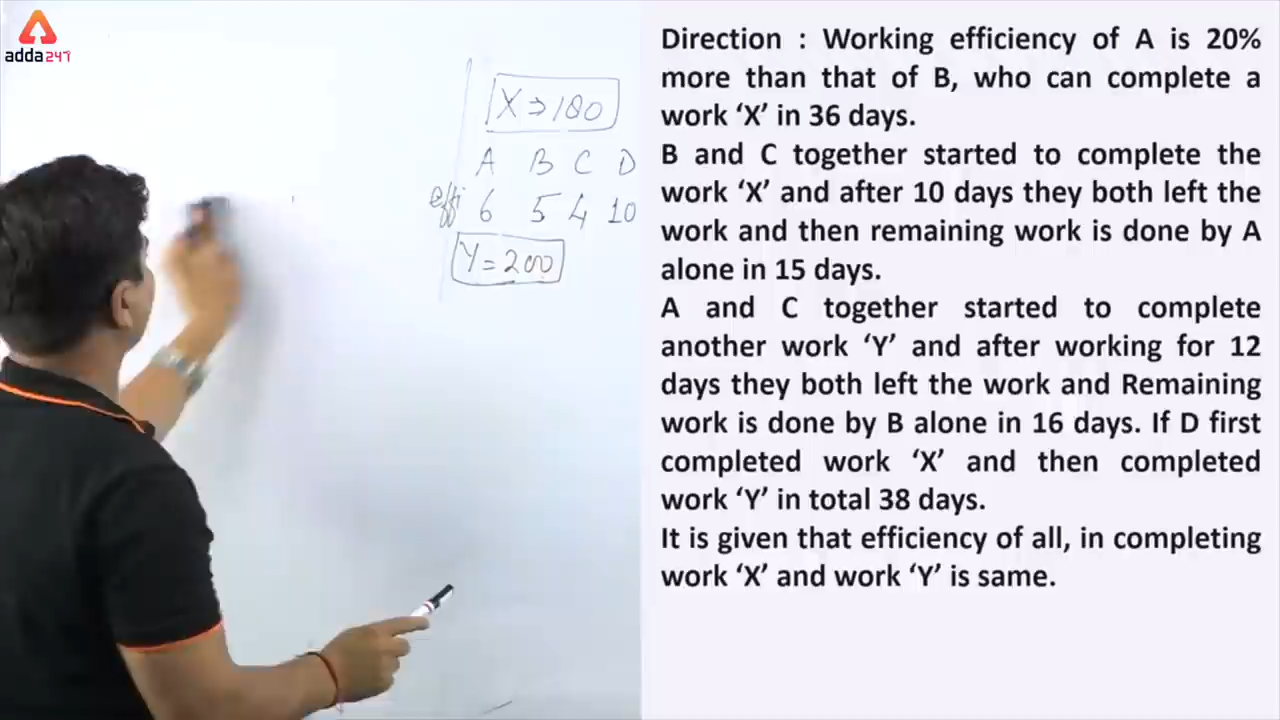 adda247
X ⇒ 180
A B C D
effi 6 5 4 10
Y = 200
Direction : Working efficiency of A is 20%
more than that of B, who can complete a
work ‘X’ in 36 days.
B and C together started to complete the
work ‘X’ and after 10 days they both left the
work and then remaining work is done by A
alone in 15 days.
A and C together started to complete
another work ‘Y’ and after working for 12
days they both left the work and Remaining
work is done by B alone in 16 days. If D first
completed work ‘X’ and then completed
work ‘Y’ in total 38 days.
It is given that efficiency of all, in completing
work ‘X’ and work ‘Y’ is same.